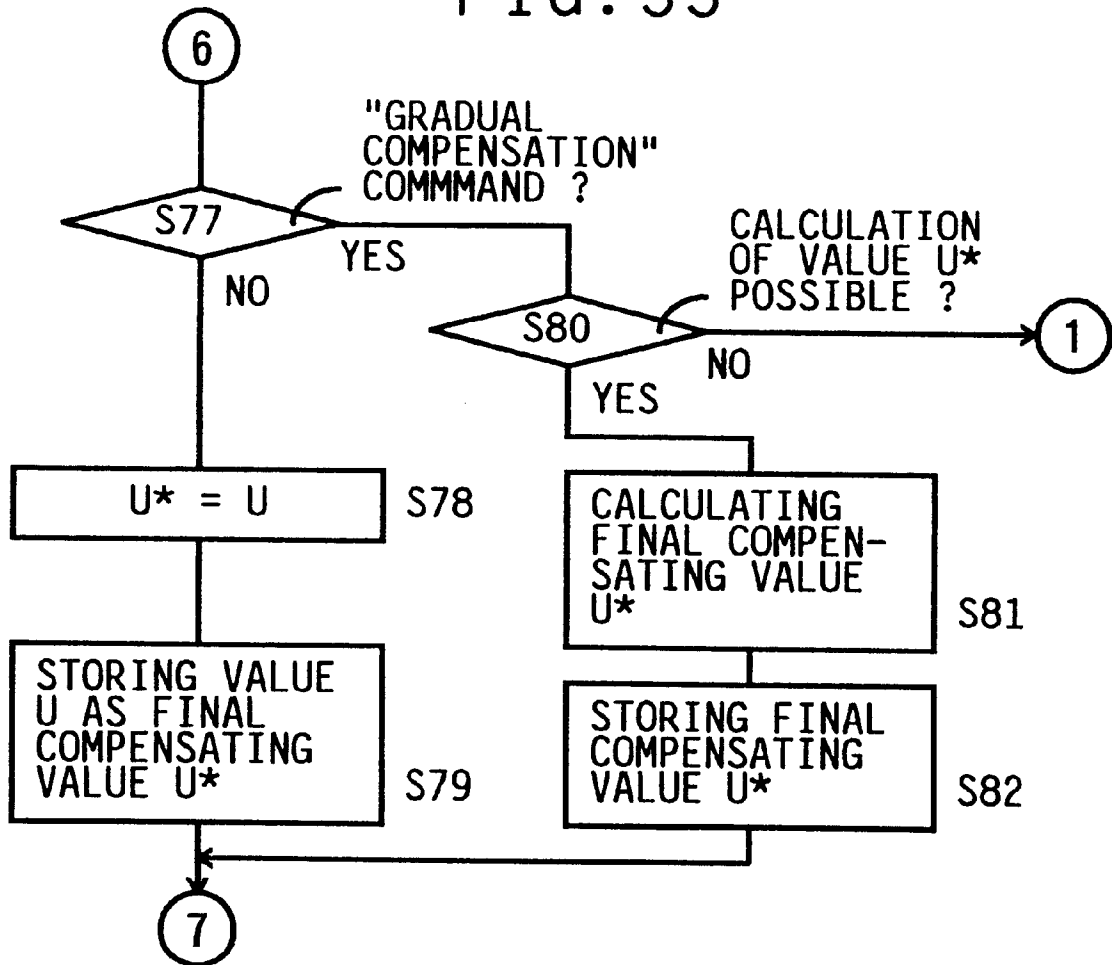 Fig. 33
6
"GRADUAL
COMPENSATION"
COMMMAND ?
S77
YES
NO
CALCULATION
OF VALUE U*
POSSIBLE ?
S80
1
NO
YES
U* = U
S78
CALCULATING
FINAL COMPEN-
SATING VALUE
U*
S81
STORING VALUE
U AS FINAL
COMPENSATING
VALUE U*
S79
STORING FINAL
COMPENSATING
VALUE U*
S82
7